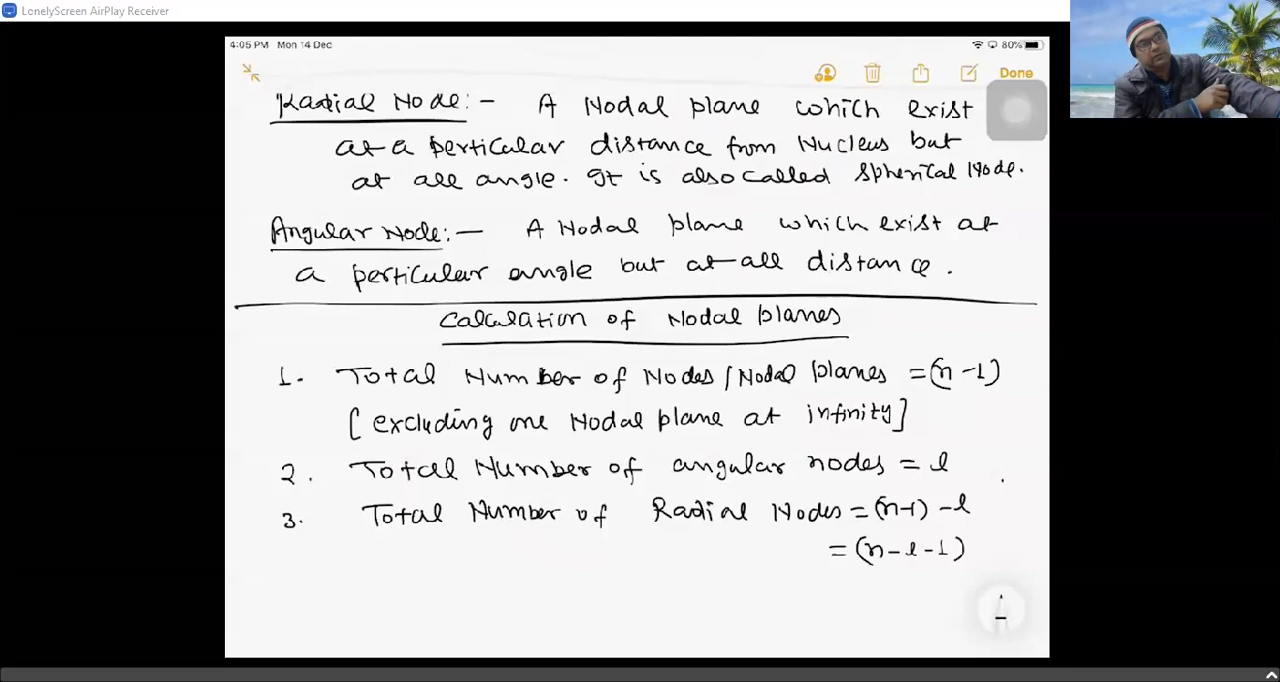 LonelyScreen AirPlay Receiver
4:05 PM Mon 14 Dec
80%
Done
Radial Node:- A Nodal plane which exist
at a perticular distance from Nucleus but
at all angle. It is also called Spherical Node.
Angular Node:- A Nodal plane which exist at
a perticular angle but at all distance.
Calculation of Nodal planes
1. Total Number of Nodes/Nodal planes = (n-1)
[excluding one Nodal plane at infinity]
2. Total Number of angular nodes = l
3. Total Number of Radial Nodes = (n-1) - l
= (n-l-1)